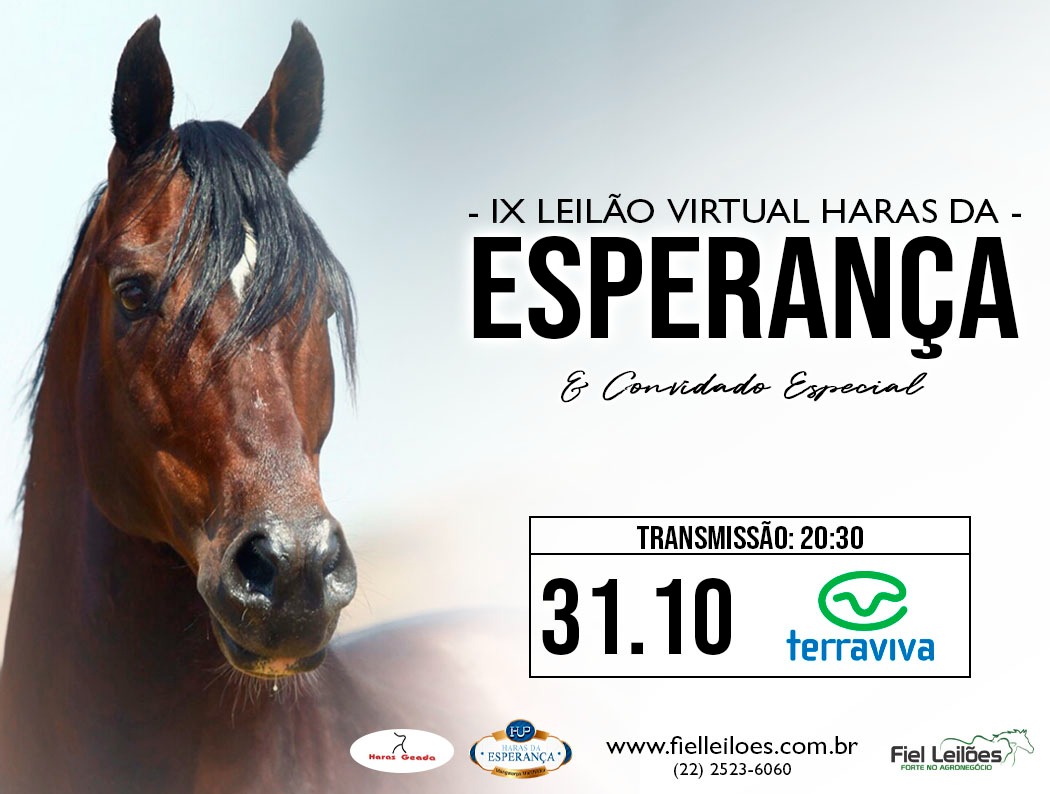 - IX LEILÃO VIRTUAL HARAS DA -
ESPERANÇA
& Convidado Especial
TRANSMISSÃO: 20:30
31.10
terraviva
Haras Geada
HUP
HARAS DA
ESPERANÇA
www.fielleiloes.com.br
(22) 2523-6060
Fiel Leilões
FORTE NO AGRONEGÓCIO